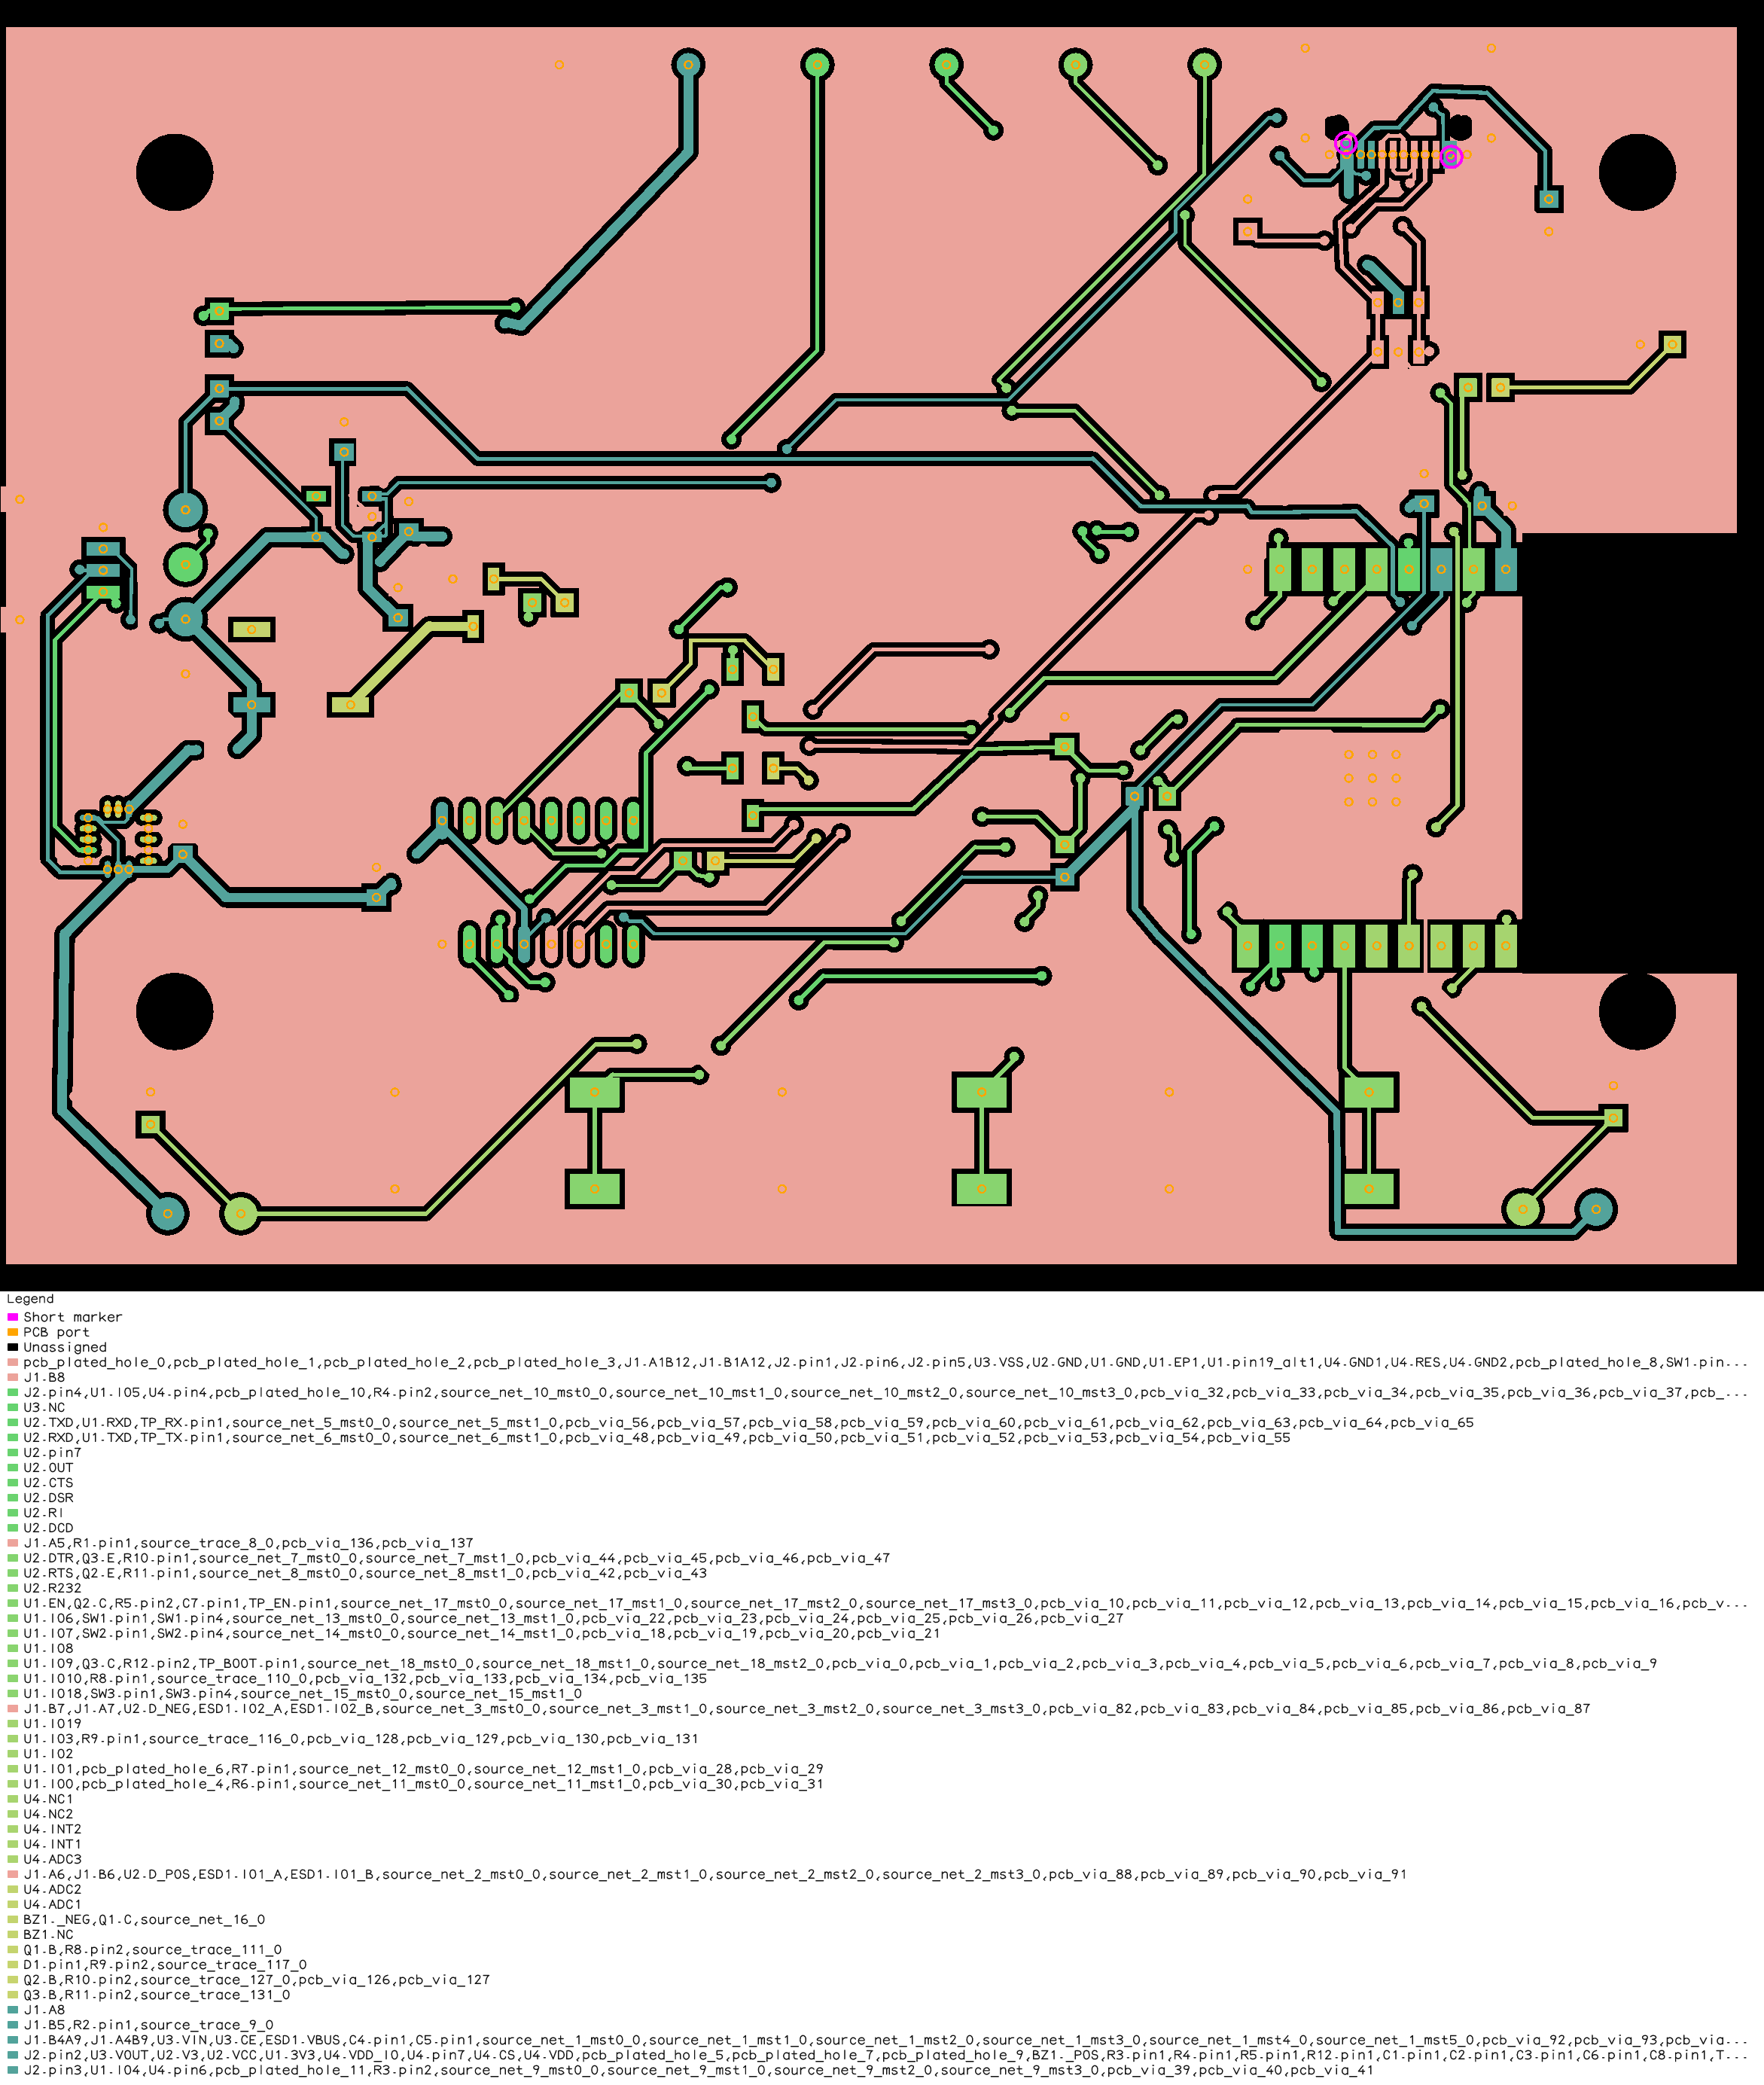 Legend
Short marker
PCB port
Unassigned
pcb_plated_hole_0,pcb_plated_hole_1,pcb_plated_hole_2,pcb_plated_hole_3,J1.A1B12,J1.B1A12,J2.pin1,J2.pin6,J2.pin5,U3.VSS,U2.GND,U1.GND,U1.EP1,U1.pin19_alt1,U4.GND1,U4.RES,U4.GND2,pcb_plated_hole_8,SW1.pin...
J1.B8
J2.pin4,U1.IO5,U4.pin4,pcb_plated_hole_10,R4.pin2,source_net_10_mst0_0,source_net_10_mst1_0,source_net_10_mst2_0,source_net_10_mst3_0,pcb_via_32,pcb_via_33,pcb_via_34,pcb_via_35,pcb_via_36,pcb_via_37,pcb_...
U3.NC
U2.TXD,U1.RXD,TP_RX.pin1,source_net_5_mst0_0,source_net_5_mst1_0,pcb_via_56,pcb_via_57,pcb_via_58,pcb_via_59,pcb_via_60,pcb_via_61,pcb_via_62,pcb_via_63,pcb_via_64,pcb_via_65
U2.RXD,U1.TXD,TP_TX.pin1,source_net_6_mst0_0,source_net_6_mst1_0,pcb_via_48,pcb_via_49,pcb_via_50,pcb_via_51,pcb_via_52,pcb_via_53,pcb_via_54,pcb_via_55
U2.pin7
U2.OUT
U2.CTS
U2.DSR
U2.RI
U2.DCD
J1.A5,R1.pin1,source_trace_8_0,pcb_via_136,pcb_via_137
U2.DTR,Q3.E,R10.pin1,source_net_7_mst0_0,source_net_7_mst1_0,pcb_via_44,pcb_via_45,pcb_via_46,pcb_via_47
U2.RTS,Q2.E,R11.pin1,source_net_8_mst0_0,source_net_8_mst1_0,pcb_via_42,pcb_via_43
U2.R232
U1.EN,Q2.C,R5.pin2,C7.pin1,TP_EN.pin1,source_net_17_mst0_0,source_net_17_mst1_0,source_net_17_mst2_0,source_net_17_mst3_0,pcb_via_10,pcb_via_11,pcb_via_12,pcb_via_13,pcb_via_14,pcb_via_15,pcb_via_16,pcb_v...
U1.IO6,SW1.pin1,SW1.pin4,source_net_13_mst0_0,source_net_13_mst1_0,pcb_via_22,pcb_via_23,pcb_via_24,pcb_via_25,pcb_via_26,pcb_via_27
U1.IO7,SW2.pin1,SW2.pin4,source_net_14_mst0_0,source_net_14_mst1_0,pcb_via_18,pcb_via_19,pcb_via_20,pcb_via_21
U1.IO8
U1.IO9,Q3.C,R12.pin2,TP_BOOT.pin1,source_net_18_mst0_0,source_net_18_mst1_0,source_net_18_mst2_0,pcb_via_0,pcb_via_1,pcb_via_2,pcb_via_3,pcb_via_4,pcb_via_5,pcb_via_6,pcb_via_7,pcb_via_8,pcb_via_9
U1.IO10,R8.pin1,source_trace_110_0,pcb_via_132,pcb_via_133,pcb_via_134,pcb_via_135
U1.IO18,SW3.pin1,SW3.pin4,source_net_15_mst0_0,source_net_15_mst1_0
J1.B7,J1.A7,U2.D_NEG,ESD1.IO2_A,ESD1.IO2_B,source_net_3_mst0_0,source_net_3_mst1_0,source_net_3_mst2_0,source_net_3_mst3_0,pcb_via_82,pcb_via_83,pcb_via_84,pcb_via_85,pcb_via_86,pcb_via_87
U1.IO19
U1.IO3,R9.pin1,source_trace_116_0,pcb_via_128,pcb_via_129,pcb_via_130,pcb_via_131
U1.IO2
U1.IO1,pcb_plated_hole_6,R7.pin1,source_net_12_mst0_0,source_net_12_mst1_0,pcb_via_28,pcb_via_29
U1.IO0,pcb_plated_hole_4,R6.pin1,source_net_11_mst0_0,source_net_11_mst1_0,pcb_via_30,pcb_via_31
U4.NC1
U4.NC2
U4.INT2
U4.INT1
U4.ADC3
J1.A6,J1.B6,U2.D_POS,ESD1.IO1_A,ESD1.IO1_B,source_net_2_mst0_0,source_net_2_mst1_0,source_net_2_mst2_0,source_net_2_mst3_0,pcb_via_88,pcb_via_89,pcb_via_90,pcb_via_91
U4.ADC2
U4.ADC1
BZ1._NEG,Q1.C,source_net_16_0
BZ1.NC
Q1.B,R8.pin2,source_trace_111_0
D1.pin1,R9.pin2,source_trace_117_0
Q2.B,R10.pin2,source_trace_127_0,pcb_via_126,pcb_via_127
Q3.B,R11.pin2,source_trace_131_0
J1.A8
J1.B5,R2.pin1,source_trace_9_0
J1.B4A9,J1.A4B9,U3.VIN,U3.CE,ESD1.VBUS,C4.pin1,C5.pin1,source_net_1_mst0_0,source_net_1_mst1_0,source_net_1_mst2_0,source_net_1_mst3_0,source_net_1_mst4_0,source_net_1_mst5_0,pcb_via_92,pcb_via_93,pcb_via...
J2.pin2,U3.VOUT,U2.V3,U2.VCC,U1.3V3,U4.VDD_IO,U4.pin7,U4.CS,U4.VDD,pcb_plated_hole_5,pcb_plated_hole_7,pcb_plated_hole_9,BZ1._POS,R3.pin1,R4.pin1,R5.pin1,R12.pin1,C1.pin1,C2.pin1,C3.pin1,C6.pin1,C8.pin1,T...
J2.pin3,U1.IO4,U4.pin6,pcb_plated_hole_11,R3.pin2,source_net_9_mst0_0,source_net_9_mst1_0,source_net_9_mst2_0,source_net_9_mst3_0,pcb_via_39,pcb_via_40,pcb_via_41